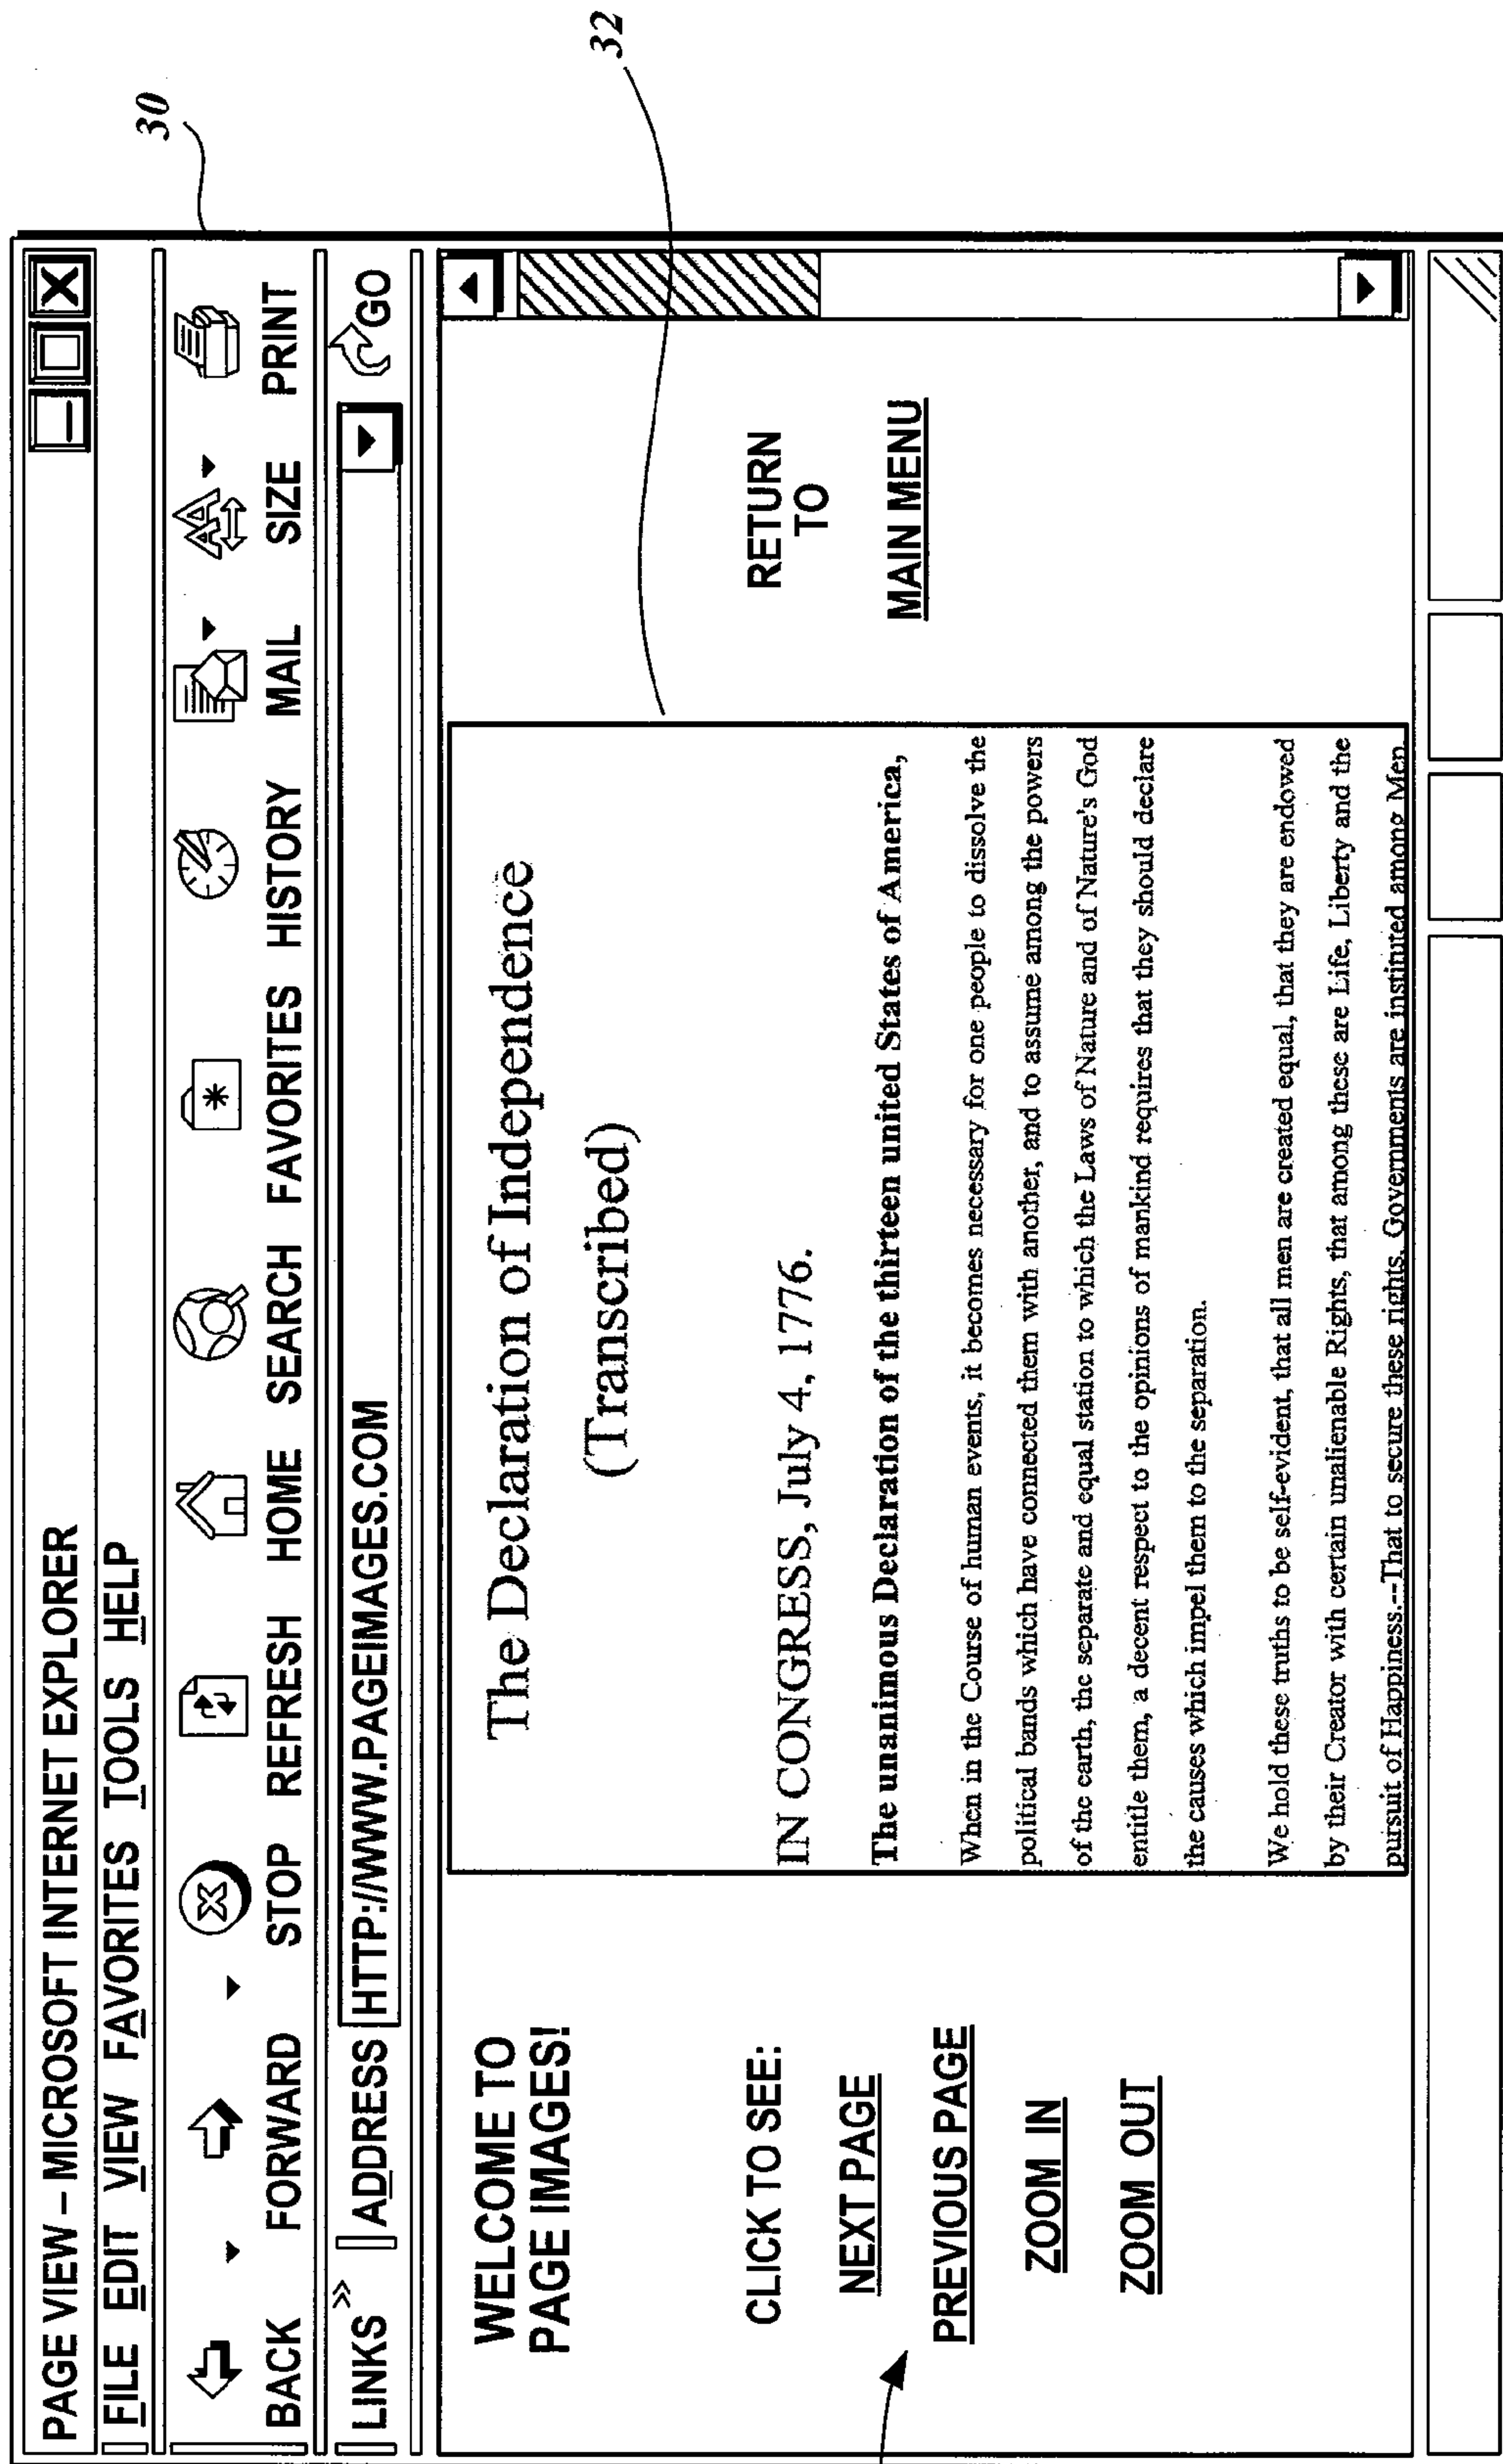 30
PAGE VIEW – MICROSOFT INTERNET EXPLORER
FILE EDIT VIEW FAVORITES TOOLS HELP
BACK FORWARD STOP REFRESH HOME SEARCH FAVORITES HISTORY MAIL SIZE PRINT
LINKS » ADDRESS HTTP://WWW.PAGEIMAGES.COM GO
32
WELCOME TO
PAGE IMAGES!
CLICK TO SEE:
NEXT PAGE
PREVIOUS PAGE
ZOOM IN
ZOOM OUT
The Declaration of Independence
(Transcribed)
IN CONGRESS, July 4, 1776.
The unanimous Declaration of the thirteen united States of America,
When in the Course of human events, it becomes necessary for one people to dissolve the
political bands which have connected them with another, and to assume among the powers
of the earth, the separate and equal station to which the Laws of Nature and of Nature's God
entitle them, a decent respect to the opinions of mankind requires that they should declare
the causes which impel them to the separation.
We hold these truths to be self-evident, that all men are created equal, that they are endowed
by their Creator with certain unalienable Rights, that among these are Life, Liberty and the
pursuit of Happiness.--That to secure these rights, Governments are instituted among Men,
RETURN
TO
MAIN MENU